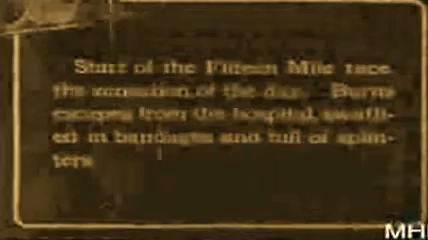 Start of the Fifteen Mile race
the sensation of the day. Burns
escapes from the hospital, swath-
ed in bandages and full of splin-
ters
MH